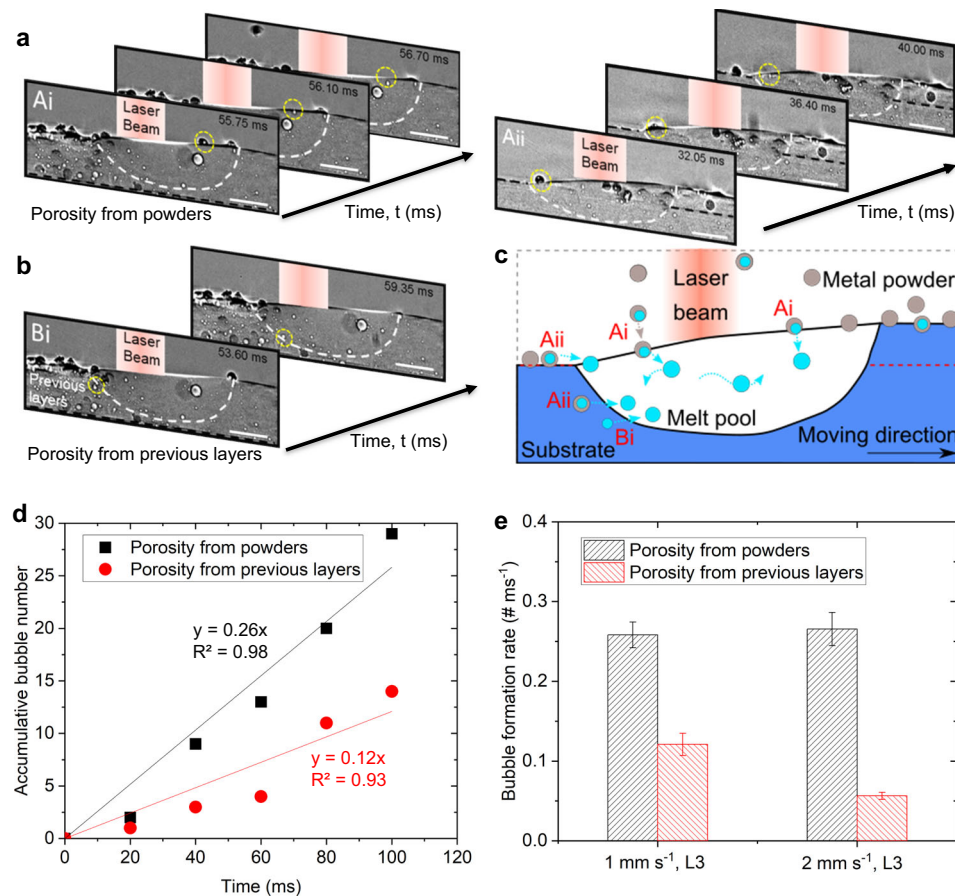 a
Ai
Laser
Beam
55.75 ms
56.10 ms
56.70 ms
Porosity from powders
Time, t (ms)
Aii
Laser
Beam
32.05 ms
36.40 ms
40.00 ms
Time, t (ms)
b
Bi
Laser
Beam
Previous
layers
53.60 ms
59.35 ms
Porosity from previous layers
Time, t (ms)
c
Laser
beam
Metal powder
Aii
Ai
Ai
Aii
Bi
Melt pool
Substrate
Moving direction
d
Accumulative bubble number
30
25
20
15
10
5
0
Porosity from powders
Porosity from previous layers
y = 0.26x
R² = 0.98
y = 0.12x
R² = 0.93
0 20 40 60 80 100 120
Time (ms)
e
Bubble formation rate (# ms⁻¹)
0.4
0.3
0.2
0.1
0.0
Porosity from powders
Porosity from previous layers
1 mm s⁻¹, L3 2 mm s⁻¹, L3